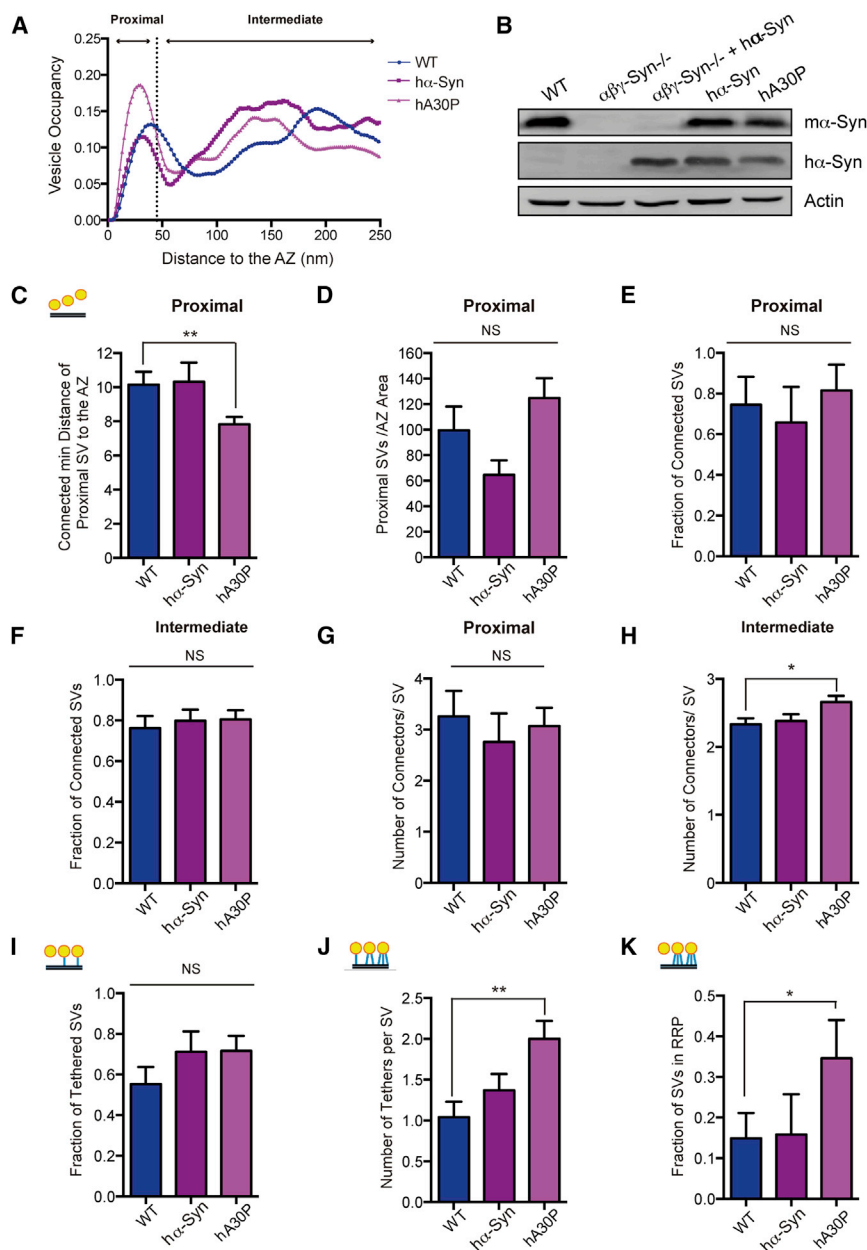 A
Proximal
Intermediate
0.25
0.20
0.15
0.10
0.05
0.00
Vesicle Occupancy
0
50
100
150
200
250
Distance to the AZ (nm)
WT
hα-Syn
hA30P
B
WT
αβγ-Syn-/-
αβγ-Syn-/- + hα-Syn
hα-Syn
hA30P
mα-Syn
hα-Syn
Actin
C
Proximal
**
12
10
8
6
4
2
0
Connected min Distance of
Proximal SV to the AZ
WT
hα-Syn
hA30P
D
Proximal
NS
160
140
120
100
80
60
40
20
0
Proximal SVs /AZ Area
WT
hα-Syn
hA30P
E
Proximal
NS
1.0
0.8
0.6
0.4
0.2
0.0
Fraction of Connected SVs
WT
hα-Syn
hA30P
F
Intermediate
NS
1.0
0.8
0.6
0.4
0.2
0.0
Fraction of Connected SVs
WT
hα-Syn
hA30P
G
Proximal
NS
4
3
2
1
0
Number of Connectors/ SV
WT
hα-Syn
hA30P
H
Intermediate
*
3
2
1
0
Number of Connectors/ SV
WT
hα-Syn
hA30P
I
NS
1.0
0.8
0.6
0.4
0.2
0.0
Fraction of Tethered SVs
WT
hα-Syn
hA30P
J
**
2.5
2.0
1.5
1.0
0.5
0.0
Number of Tethers per SV
WT
hα-Syn
hA30P
K
*
0.5
0.4
0.3
0.2
0.1
0.0
Fraction of SVs in RRP
WT
hα-Syn
hA30P